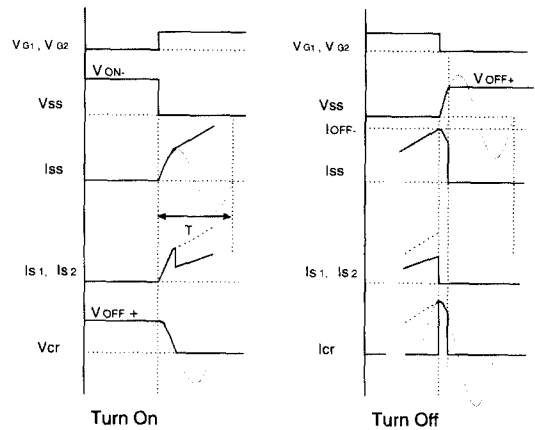 VG1, VG2
VON-
Vss
Iss
T
IS1, IS2
VOFF+
Vcr
Turn On
VG1, VG2
VOFF+
Vss
IOFF-
Iss
IS1, IS2
Icr
Turn Off